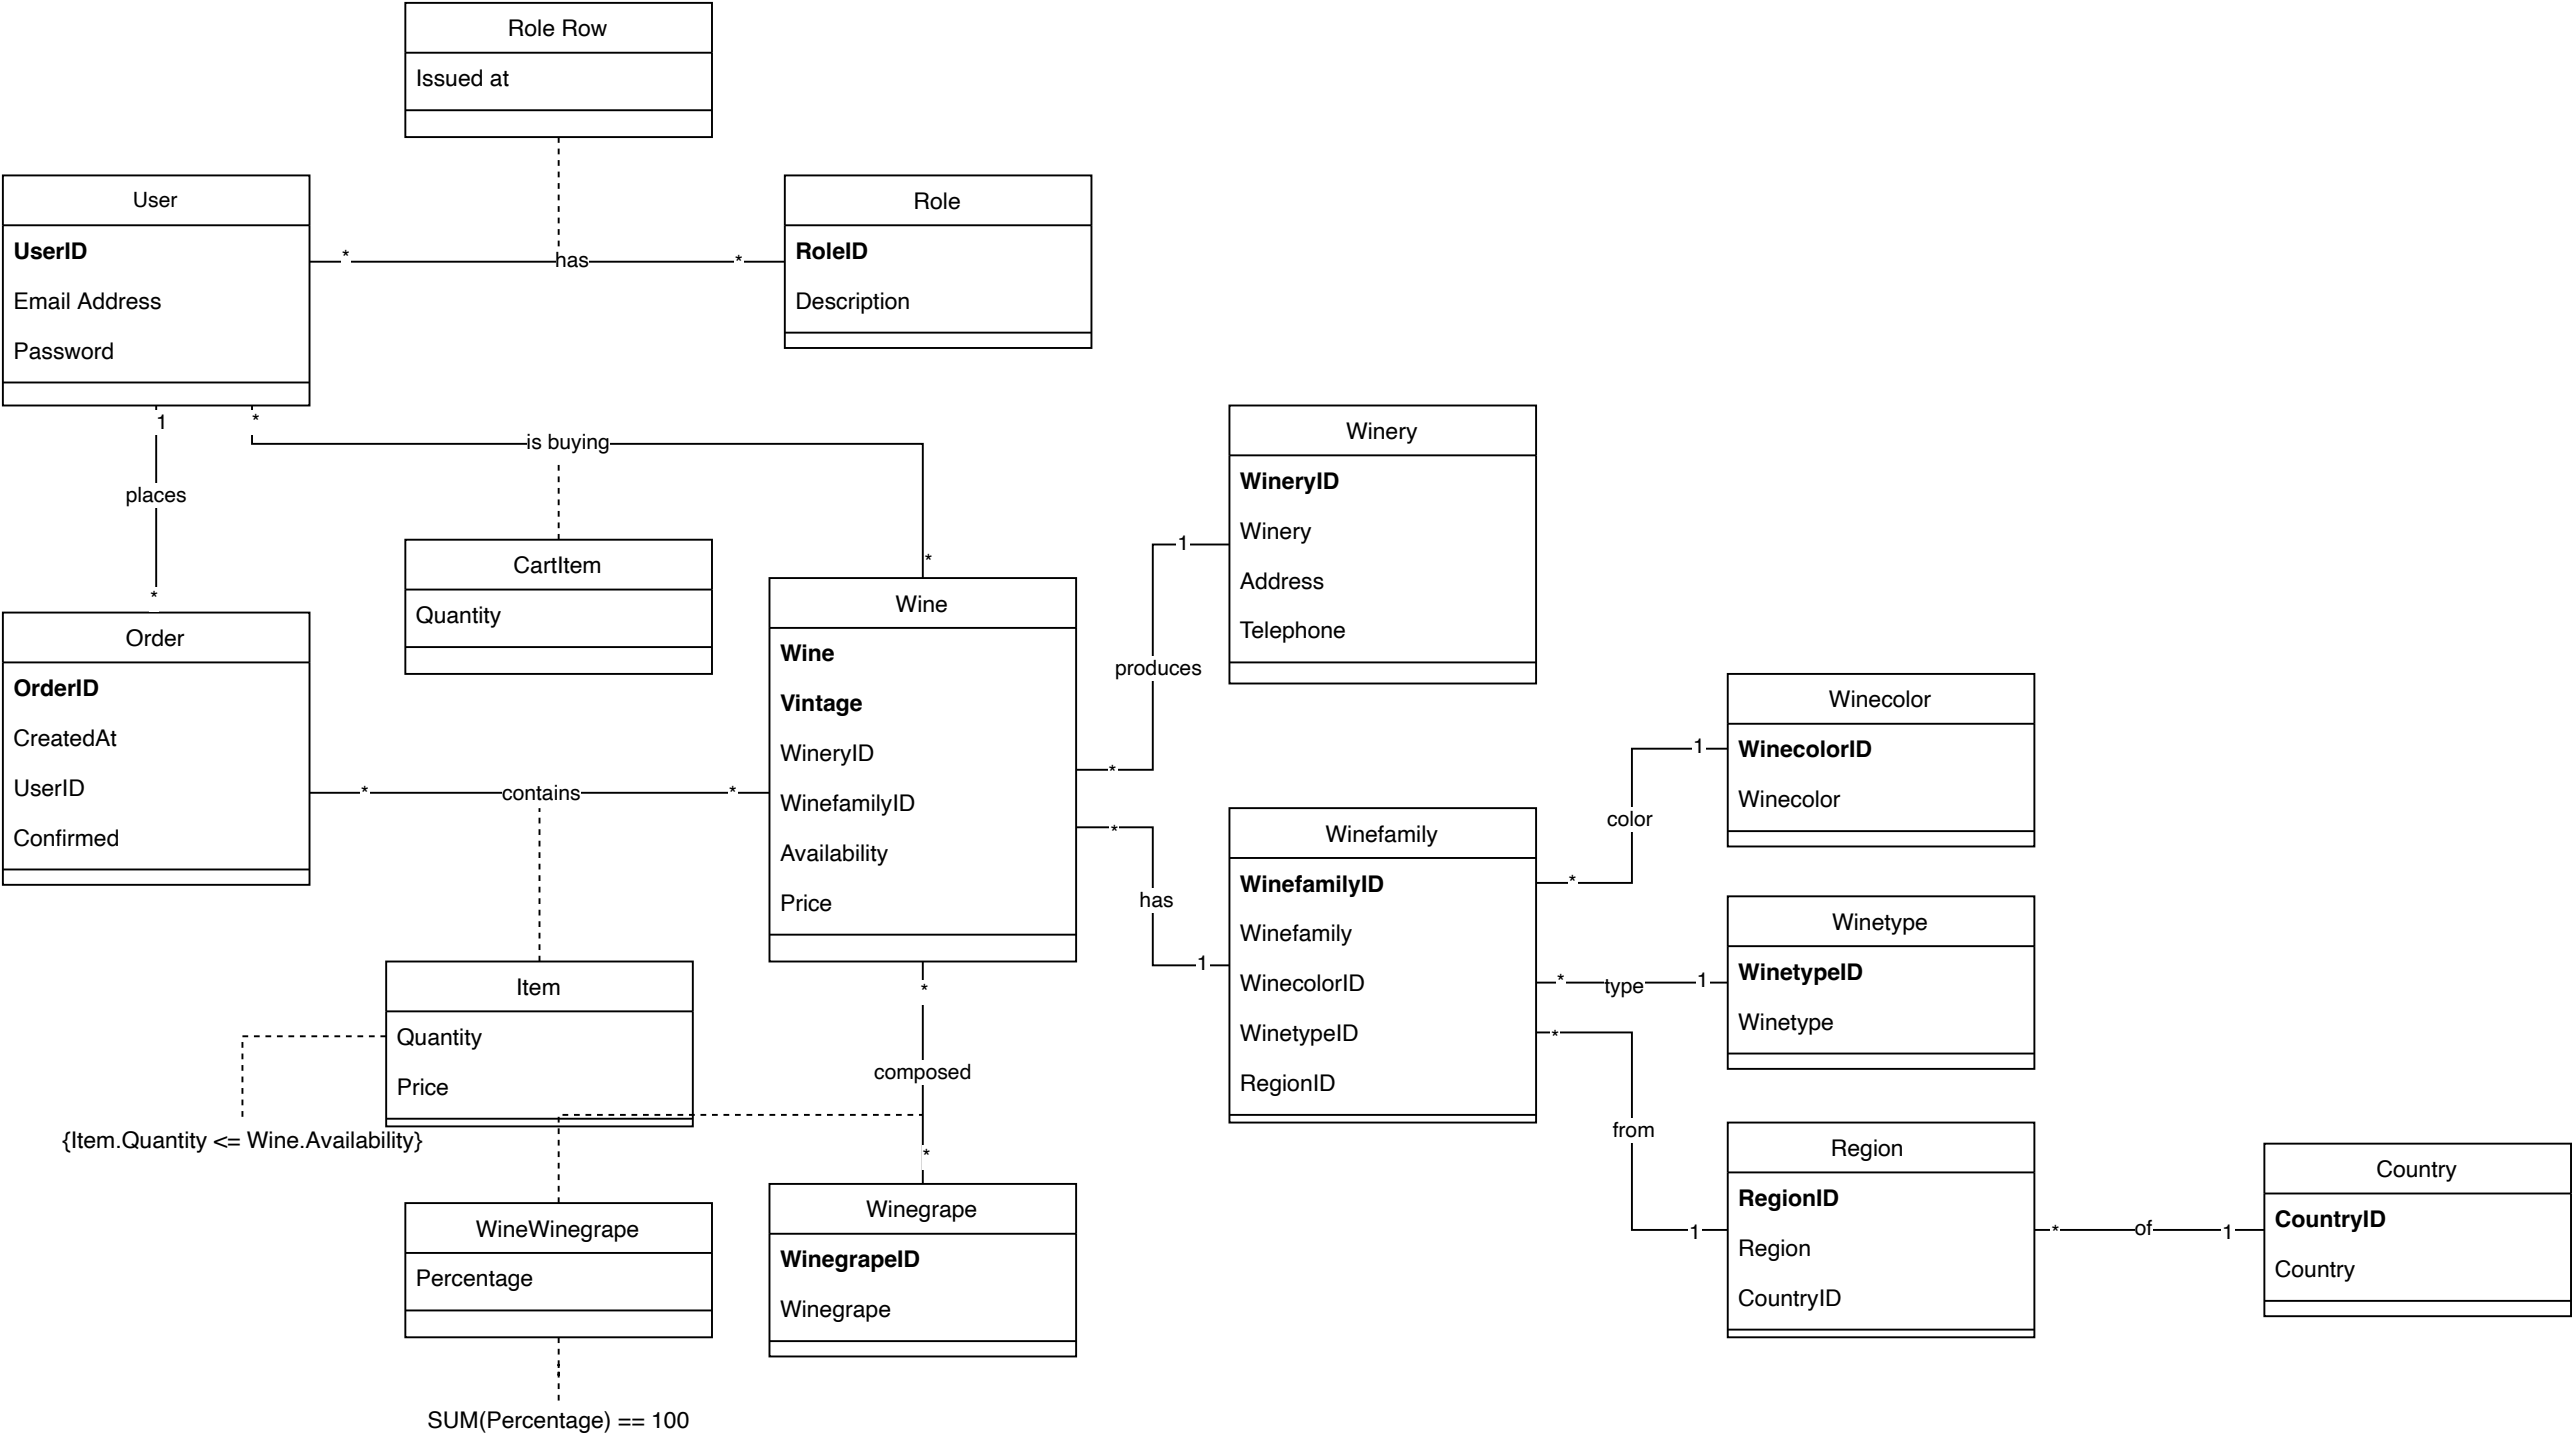 Role Row
Issued at
User
UserID
Email Address
Password
*
has
*
Role
RoleID
Description
1
places
*
*
is buying
*
CartItem
Quantity
Order
OrderID
CreatedAt
UserID
Confirmed
*
contains
*
Wine
Wine
Vintage
WineryID
WinefamilyID
Availability
Price
*
produces
1
Winery
WineryID
Winery
Address
Telephone
*
has
1
Winefamily
WinefamilyID
Winefamily
WinecolorID
WinetypeID
RegionID
*
color
1
Winecolor
WinecolorID
Winecolor
*
type
1
Winetype
WinetypeID
Winetype
*
from
1
Region
RegionID
Region
CountryID
*
of
1
Country
CountryID
Country
Item
Quantity
Price
{Item.Quantity <= Wine.Availability}
*
composed
*
WineWinegrape
Percentage
SUM(Percentage) == 100
Winegrape
WinegrapeID
Winegrape